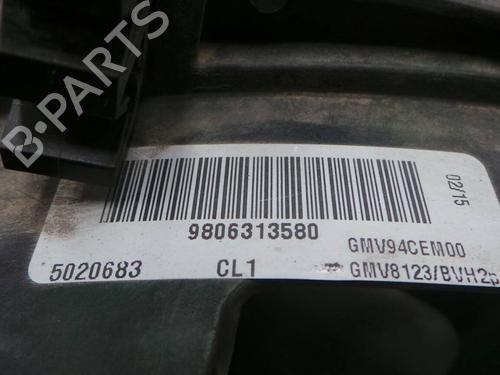 B-PARTS
02/15
9806313580
GMV94CEM00
5020683 CL1 GMV8123/BVH2p